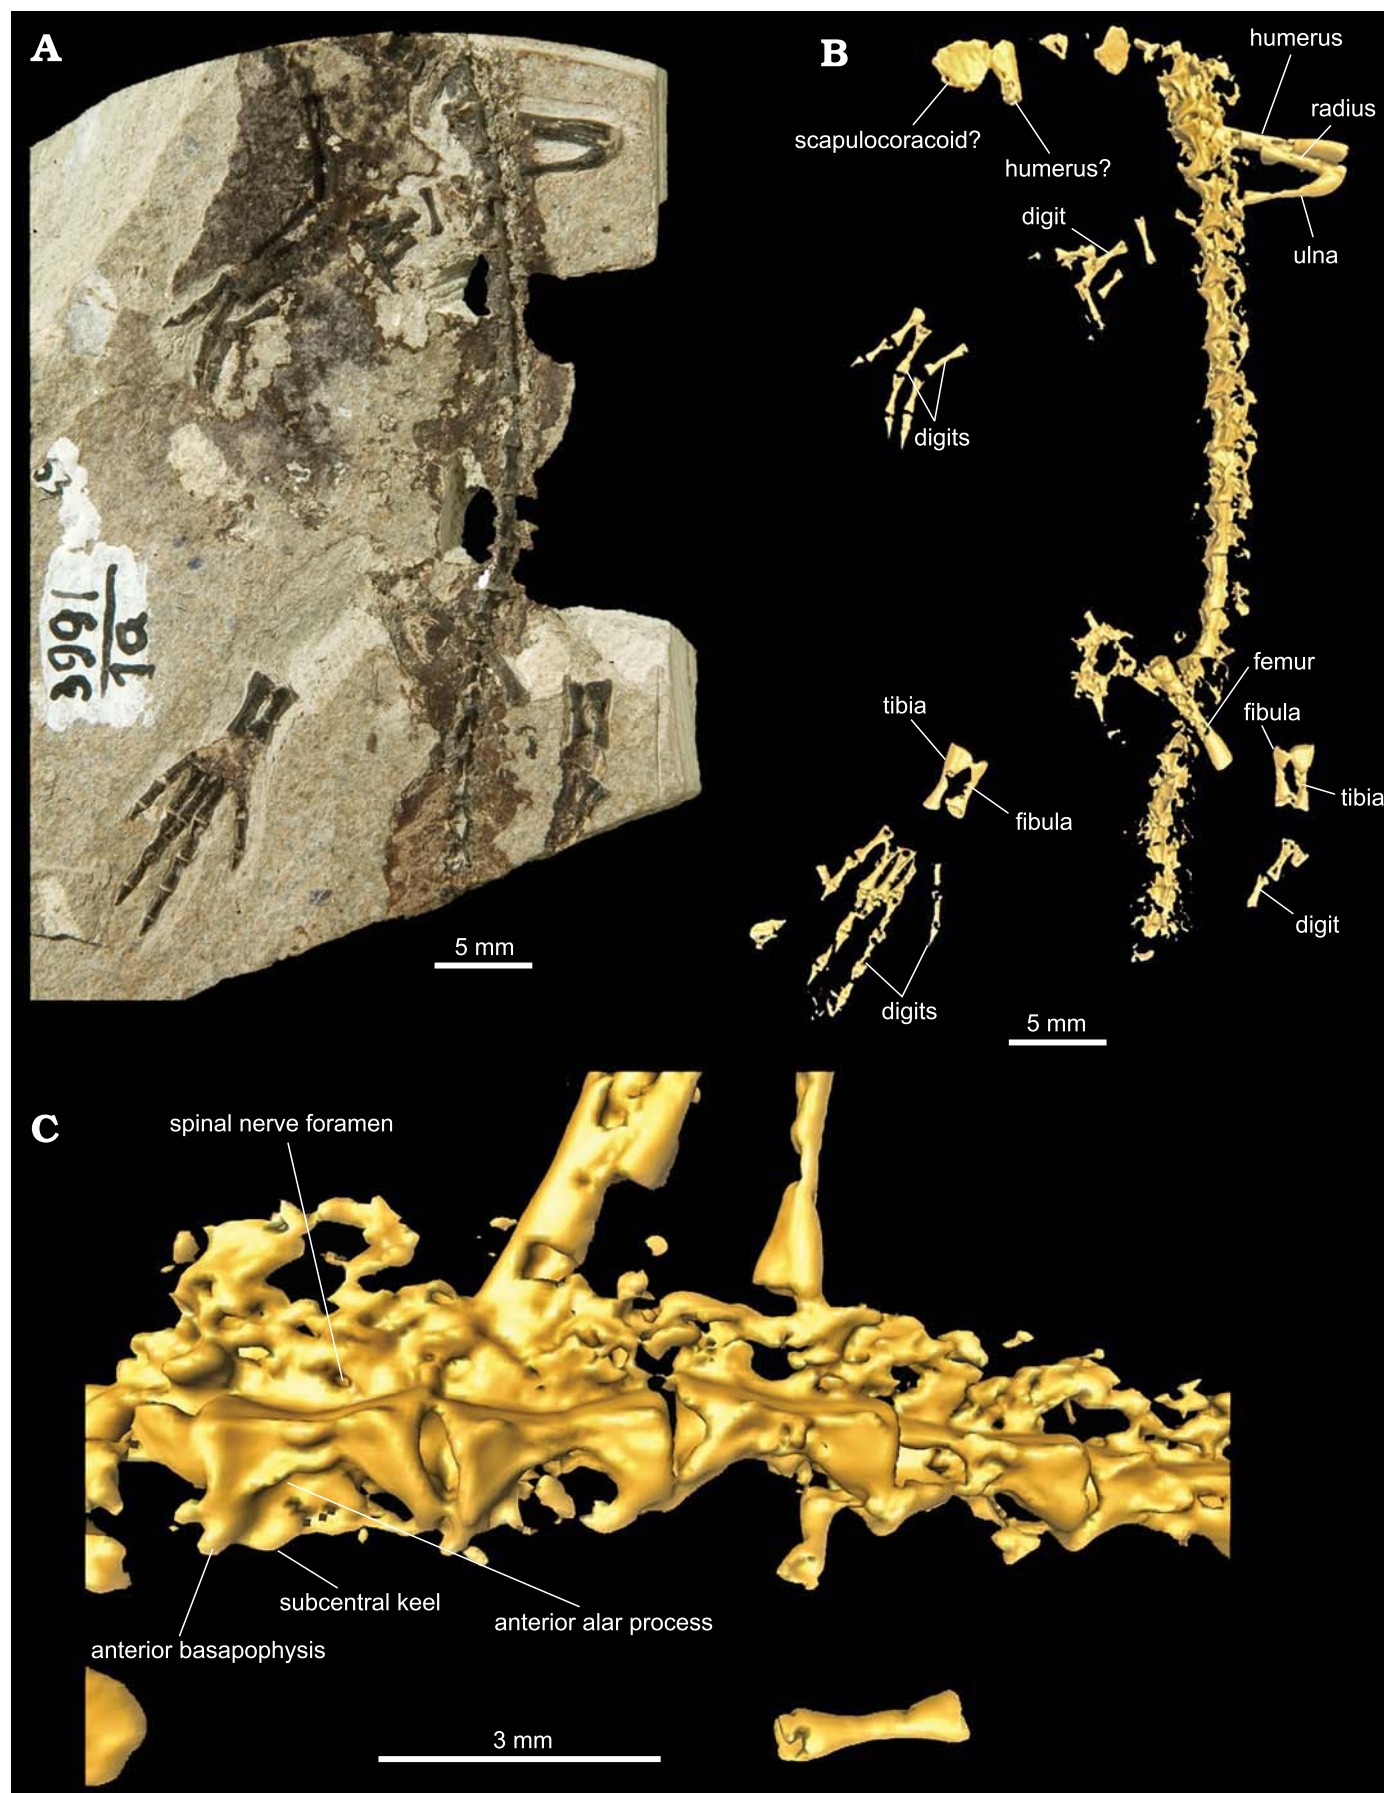 A
B
humerus
radius
scapulocoracoid?
humerus?
digit
ulna
digits
3991
1a
femur
tibia
fibula
tibia
fibula
digit
5 mm
digits
5 mm
C
spinal nerve foramen
subcentral keel
anterior alar process
anterior basapophysis
3 mm